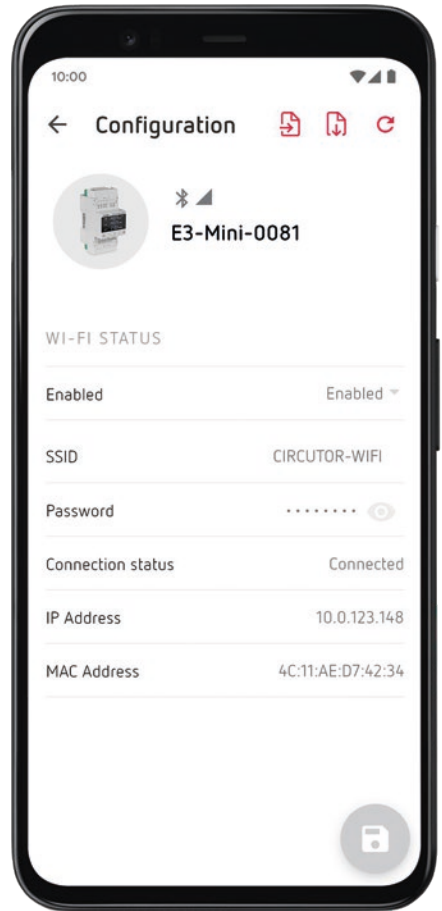 10:00
Configuration
E3-Mini-0081
WI-FI STATUS
Enabled Enabled
SSID CIRCUTOR-WIFI
Password ········
Connection status Connected
IP Address 10.0.123.148
MAC Address 4C:11:AE:D7:42:34